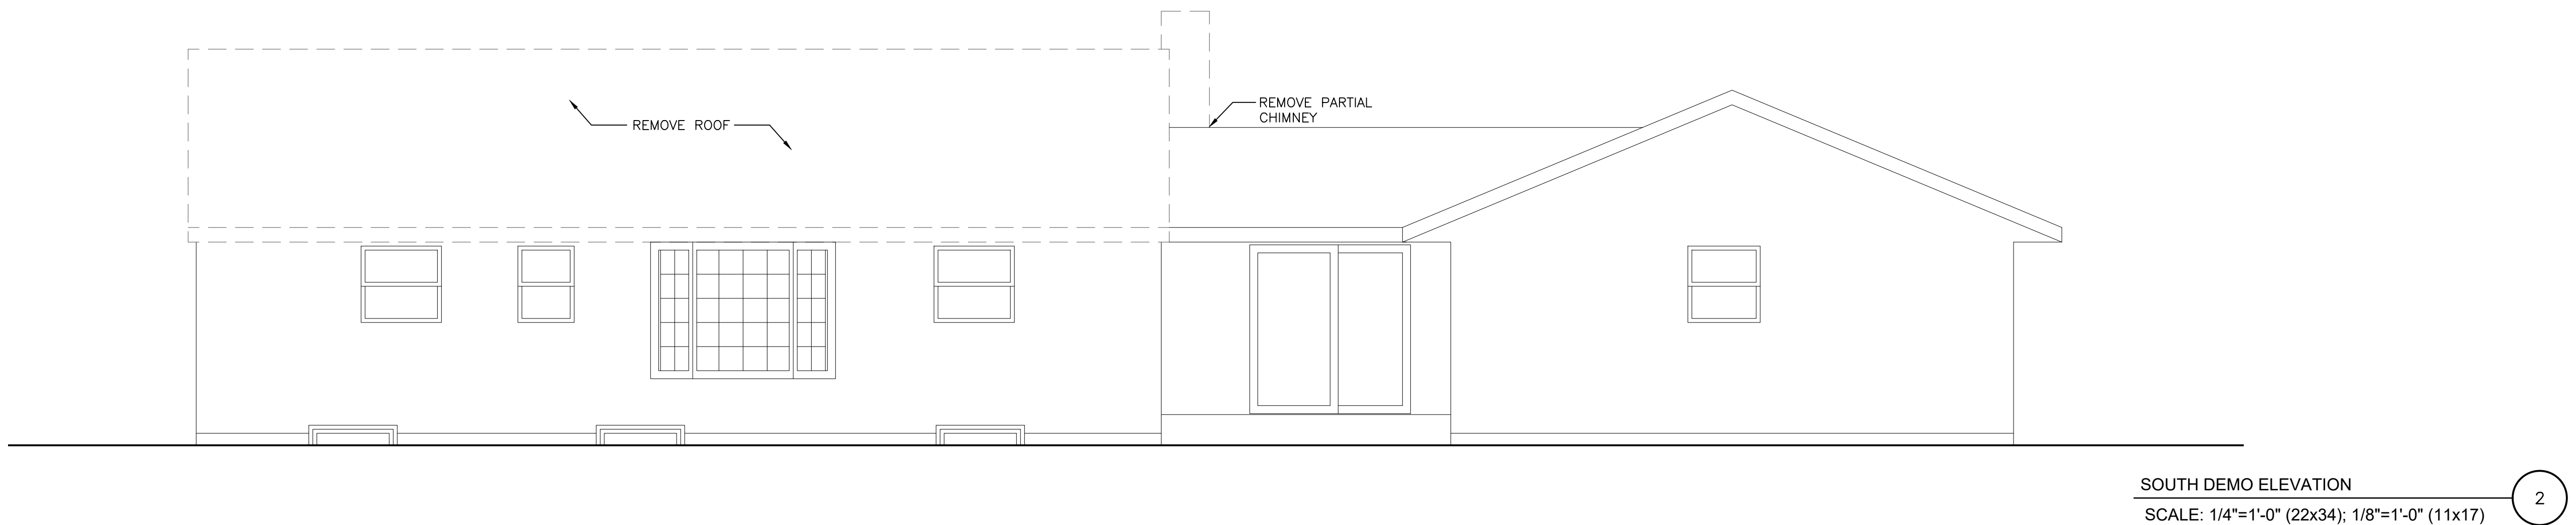 REMOVE PARTIAL
CHIMNEY
REMOVE ROOF
SOUTH DEMO ELEVATION
2
SCALE: 1/4"=1'-0" (22x34); 1/8"=1'-0" (11x17)